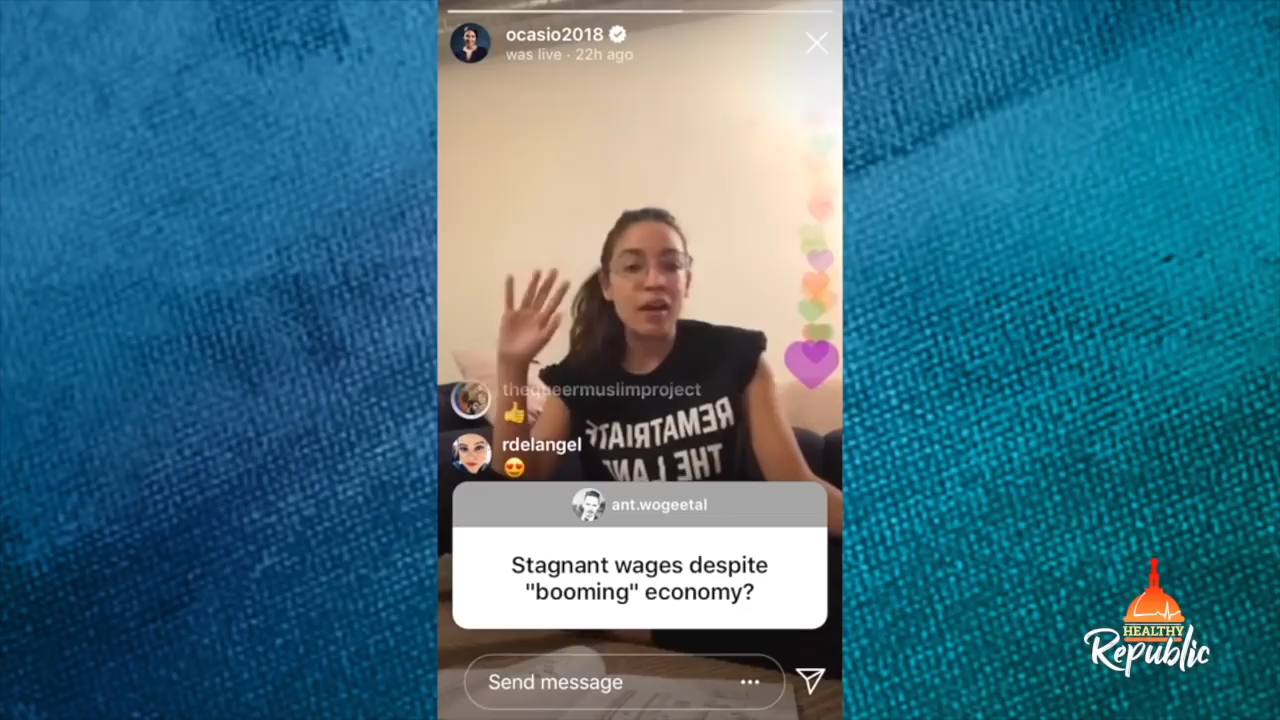 ocasio2018
was live · 22h ago
thequeermuslimproject
👍
rdelangel
😍
REMATRIATE
THE LAN
ant.wogeetal
Stagnant wages despite
"booming" economy?
Send message
HEALTHY
Republic